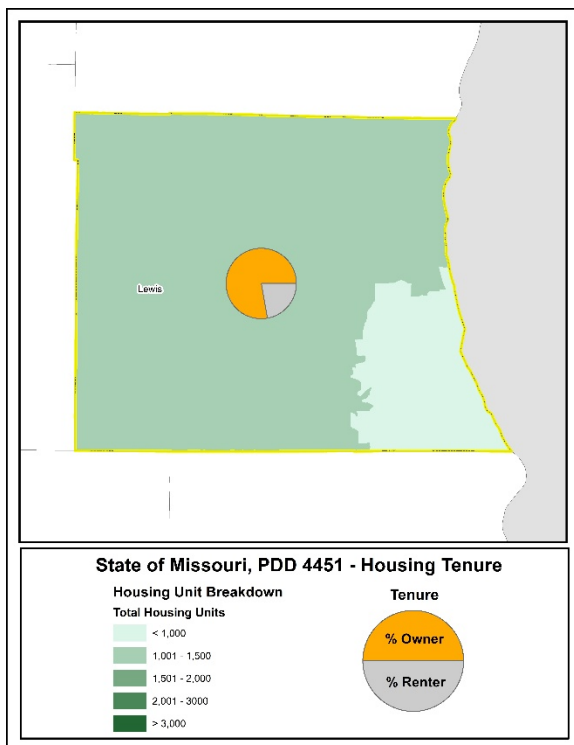 Lewis
State of Missouri, PDD 4451 - Housing Tenure
Housing Unit Breakdown
Total Housing Units
< 1,000
1,001 - 1,500
1,501 - 2,000
2,001 - 3000
> 3,000
Tenure
% Owner
% Renter